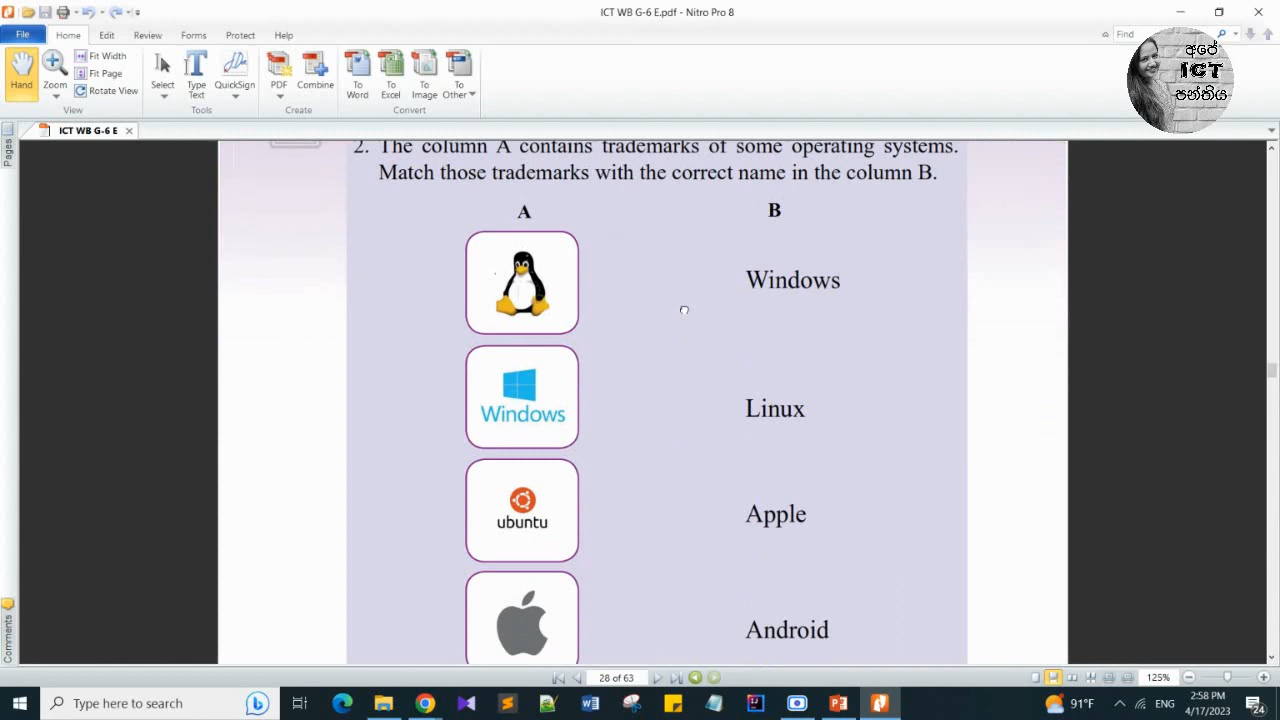 ICT WB G-6 E.pdf - Nitro Pro 8
File Home Edit Review Forms Protect Help
Find
Hand
Zoom
Fit Width
Fit Page
Rotate View
View
Select
Type Text
QuickSign
Tools
PDF
Combine
Create
To Word
To Excel
To Image
To Other
Convert
අපේ
ICT
පන්තිය
ICT WB G-6 E
Pages
2. The column A contains trademarks of some operating systems.
Match those trademarks with the correct name in the column B.
A B
Windows
Windows
Linux
ubuntu
Apple
Android
Comments
28 of 63
125%
Type here to search
91°F
ENG
2:58 PM
4/17/2023
24